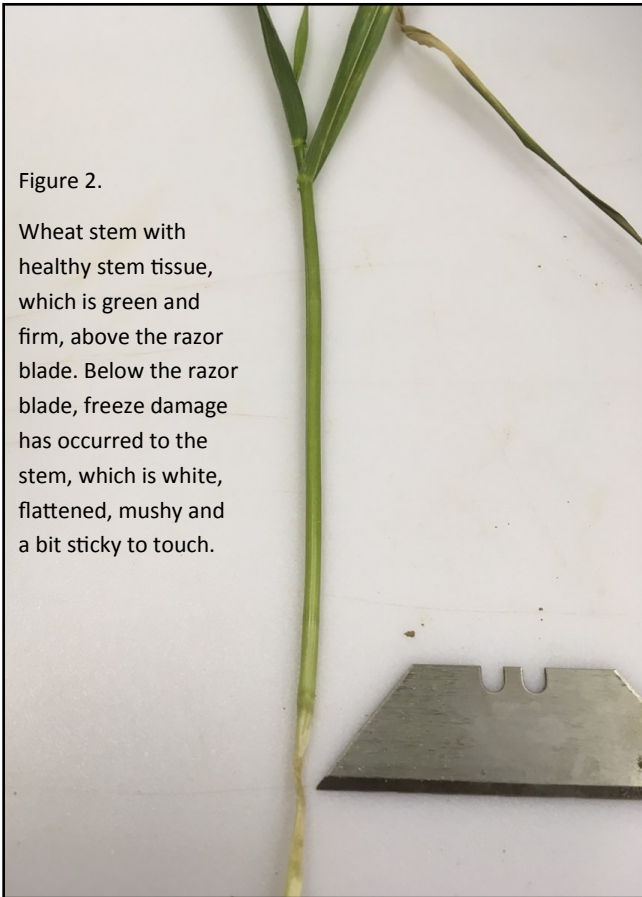 Figure 2.
Wheat stem with
healthy stem tissue,
which is green and
firm, above the razor
blade. Below the razor
blade, freeze damage
has occurred to the
stem, which is white,
flattened, mushy and
a bit sticky to touch.